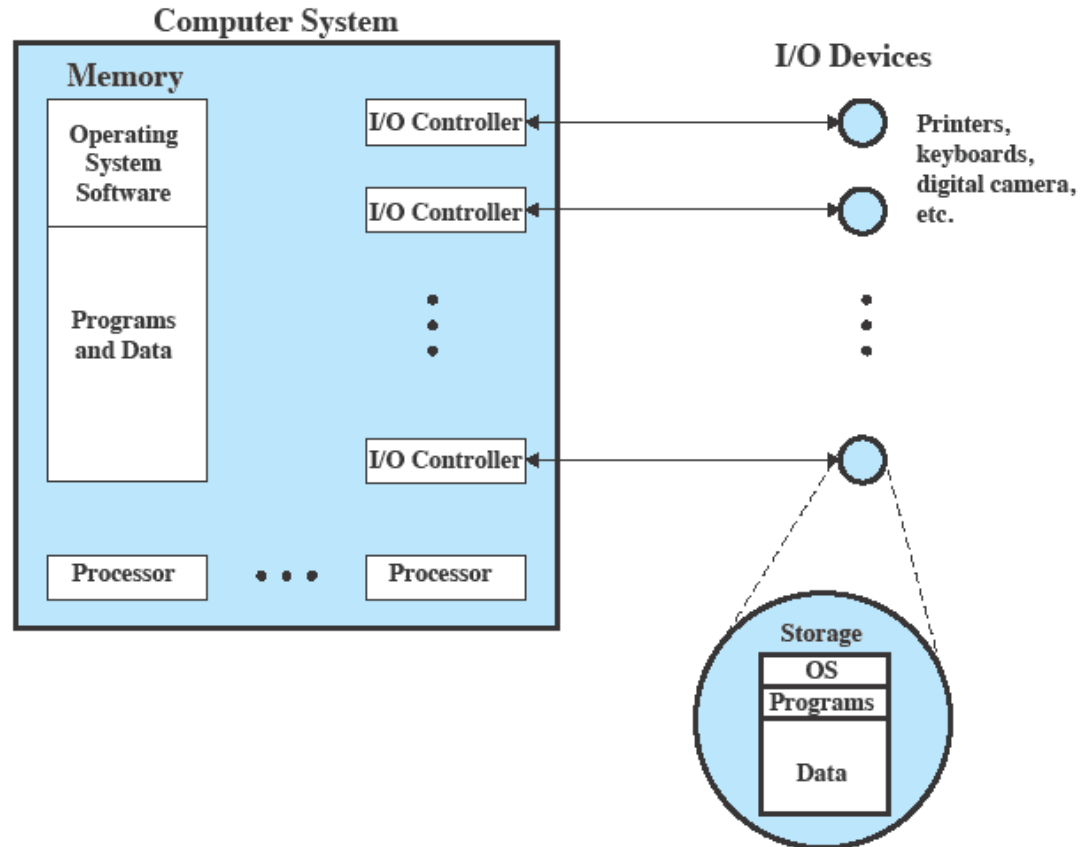 Computer System
I/O Devices
Memory
Operating
System
Software
Programs
and Data
I/O Controller
I/O Controller
I/O Controller
Processor
Processor
Printers,
keyboards,
digital camera,
etc.
Storage
OS
Programs
Data